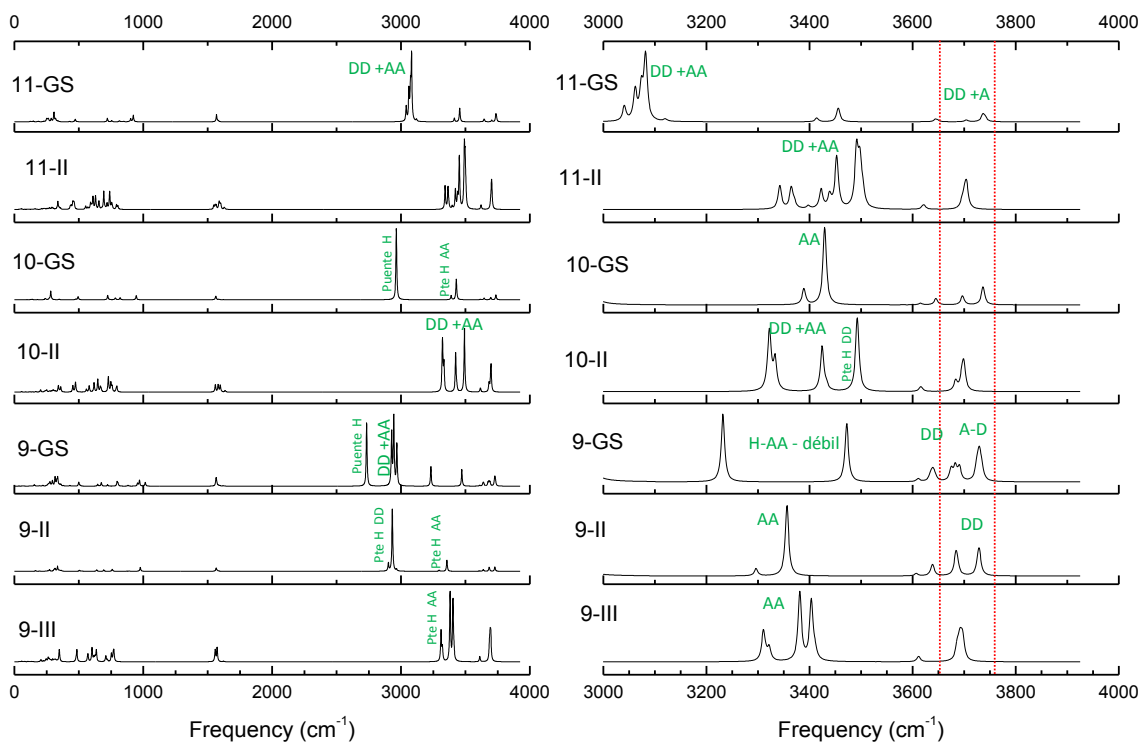 0 1000 2000 3000 4000
3000 3200 3400 3600 3800 4000
11-GS
DD +AA
11-II
10-GS
Puente H
Pte H AA
10-II
DD +AA
9-GS
Puente H
DD +AA
9-II
Pte H DD
Pte H AA
9-III
Pte H AA
0 1000 2000 3000 4000
Frequency (cm-1)
11-GS
DD +AA
DD +A
11-II
DD +AA
10-GS
AA
10-II
DD +AA
Pte H DD
9-GS
H-AA - débil
DD
A-D
9-II
AA
DD
9-III
AA
3000 3200 3400 3600 3800 4000
Frequency (cm-1)